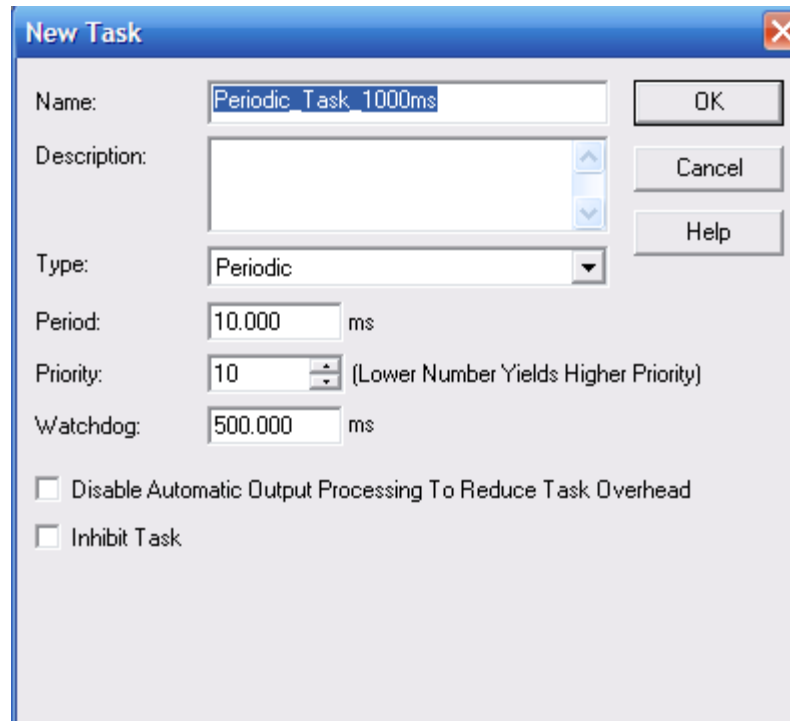 New Task
Name: Periodic_Task_1000ms OK
Description: Cancel
Help
Type: Periodic
Period: 10.000 ms
Priority: 10 (Lower Number Yields Higher Priority)
Watchdog: 500.000 ms
Disable Automatic Output Processing To Reduce Task Overhead
Inhibit Task